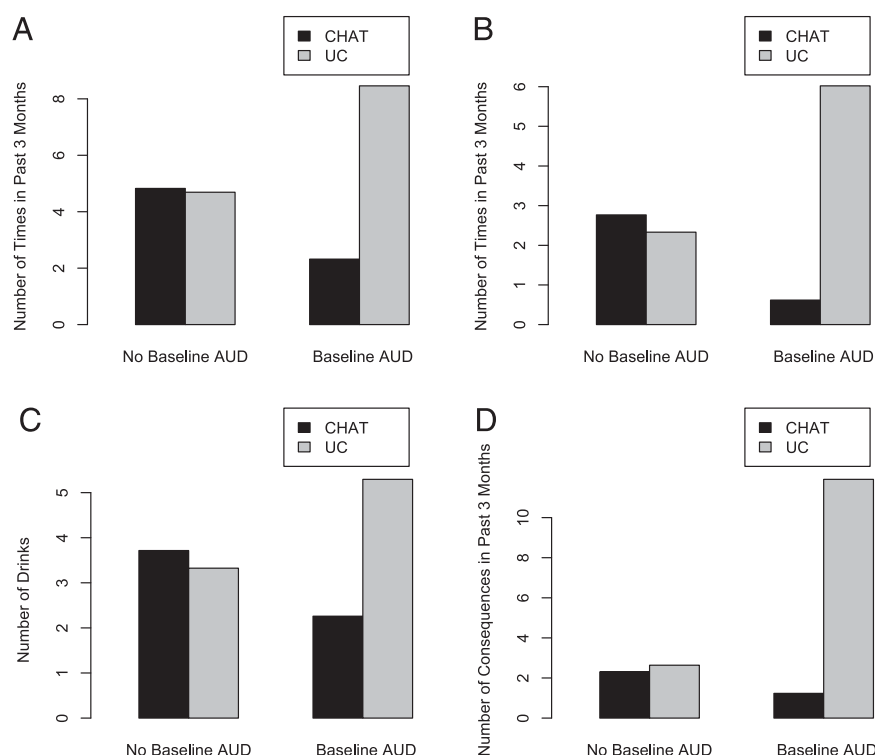 A
CHAT
UC
Number of Times in Past 3 Months
8
6
4
2
0
No Baseline AUD
Baseline AUD
B
CHAT
UC
Number of Times in Past 3 Months
6
5
4
3
2
1
0
No Baseline AUD
Baseline AUD
C
CHAT
UC
Number of Drinks
5
4
3
2
1
0
No Baseline AUD
Baseline AUD
D
CHAT
UC
Number of Consequences in Past 3 Months
10
8
6
4
2
0
No Baseline AUD
Baseline AUD